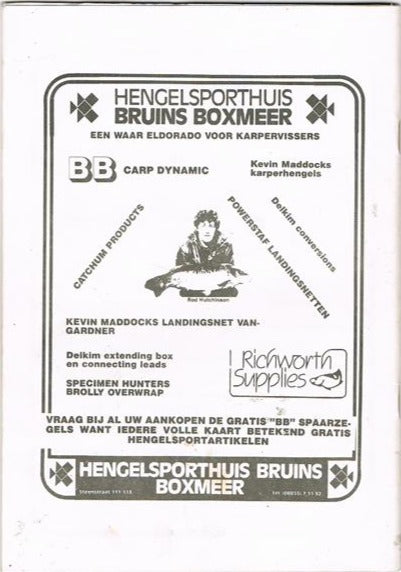 HENGELSPORTHUIS
BRUINS BOXMEER
EEN WAAR ELDORADO VOOR KARPERVISSERS
BB CARP DYNAMIC
Kevin Maddocks
karperhengels
CATCHUM PRODUCTS
POWERSTAF LANDINGSNETTEN
Delkim conversions
Rod Hutchinson
KEVIN MADDOCKS LANDINGSNET VAN-
GARDNER
Delkim extending box
en connecting leads
SPECIMEN HUNTERS
BROLLY OVERWRAP
Richworth
Supplies
VRAAG BIJ AL UW AANKOPEN DE GRATIS "BB" SPAARZE-
GELS WANT IEDERE VOLLE KAART BETEKEND GRATIS
HENGELSPORTARTIKELEN
HENGELSPORTHUIS BRUINS
BOXMEER
Steenstraat